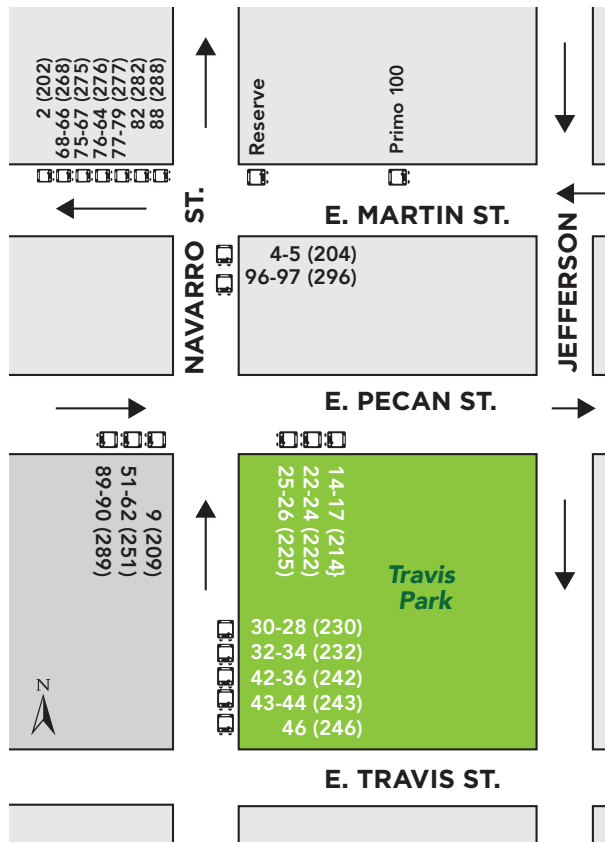 2 (202)
68-66 (268)
75-67 (275)
76-64 (276)
77-79 (277)
82 (282)
88 (288)
Reserve
Primo 100
NAVARRO ST.
E. MARTIN ST.
JEFFERSON
4-5 (204)
96-97 (296)
E. PECAN ST.
9 (209)
51-62 (251)
89-90 (289)
14-17 (214}
22-24 (222)
25-26 (225)
Travis
Park
30-28 (230)
32-34 (232)
42-36 (242)
43-44 (243)
46 (246)
N
E. TRAVIS ST.